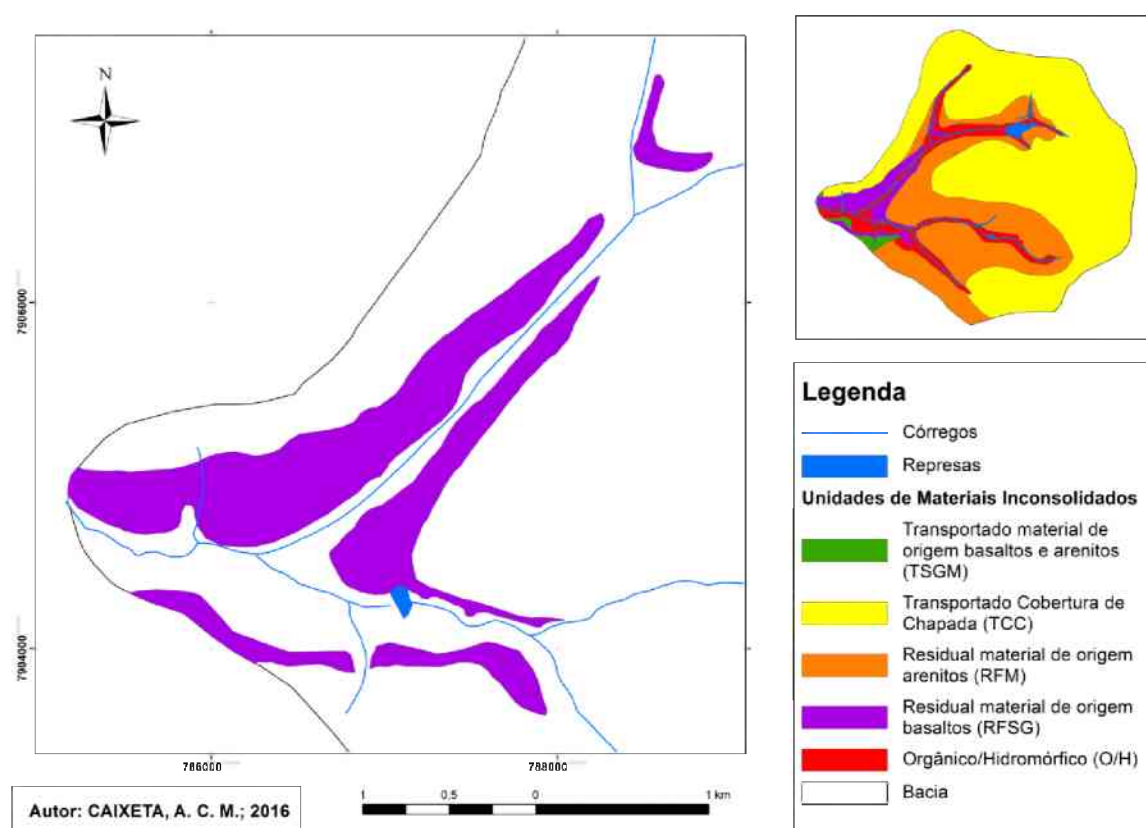 N
7906000
7904000
786000
788000
Autor: CAIXETA, A. C. M.; 2016
1
0,5
0
1 km
Legenda
Córregos
Represas
Unidades de Materiais Inconsolidados
Transportado material de
origem basaltos e arenitos
(TSGM)
Transportado Cobertura de
Chapada (TCC)
Residual material de origem
arenitos (RFM)
Residual material de origem
basaltos (RFSG)
Orgânico/Hidromórfico (O/H)
Bacia